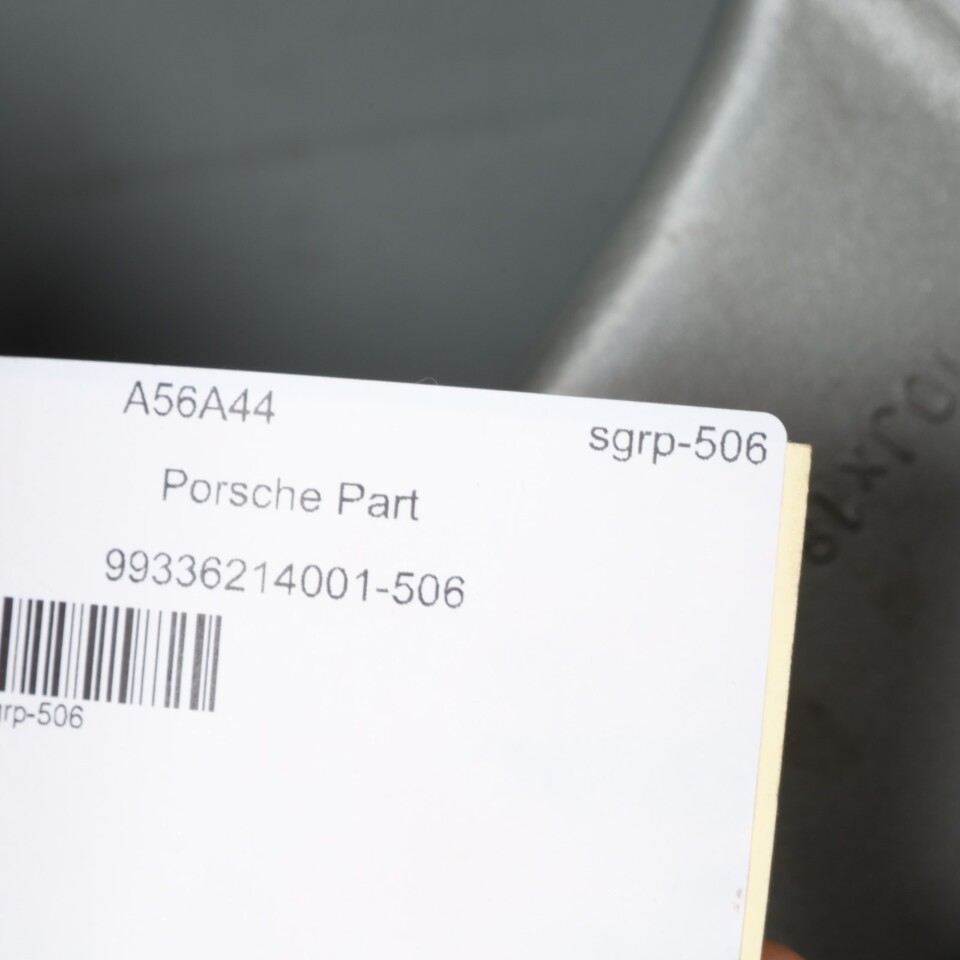 A56A44
sgrp-506
Porsche Part
99336214001-506
rp-506